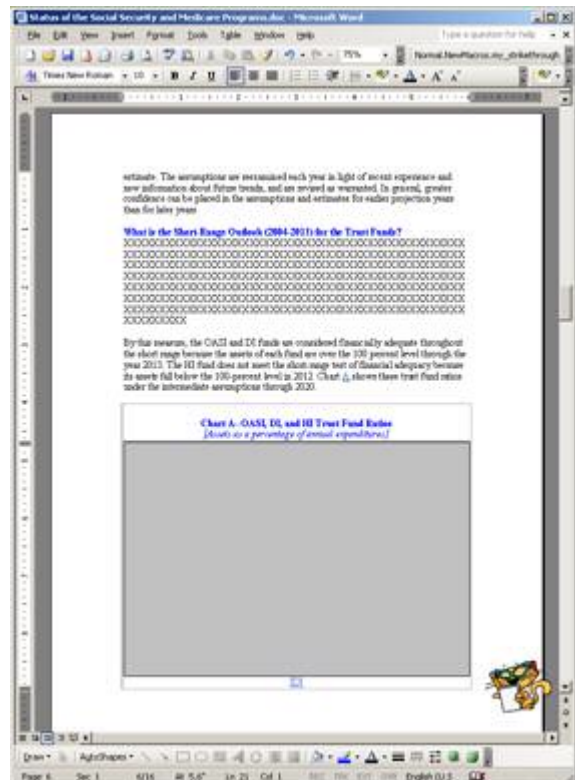 Status of the Social Security and Medicare Programs.doc - Microsoft Word
File Edit View Insert Format Tools Table Window Help Type a question for help
75% Normal.NewMacros.my_strikethrough
Times New Roman 10 B I U
estimate. The assumptions are reexamined each year in light of recent experience and
new information about future trends, and are revised as warranted. In general, greater
confidence can be placed in the assumptions and estimates for earlier projection years
than for later years
What is the Short-Range Outlook (2004-2013) for the Trust Funds?
By this measure, the OASI and DI funds are considered financially adequate throughout
the short range because the assets of each fund are over the 100 percent level through the
year 2013. The HI fund does not meet the short range test of financial adequacy because
its assets fall below the 100-percent level in 2012. Chart A shows these trust fund ratios
under the intermediate assumptions through 2020.
Chart A--OASI, DI, and HI Trust Fund Ratios
[Assets as a percentage of annual expenditures]
Draw AutoShapes
Page 6 Sec 1 6/16 At 5.6" Ln 21 Col 1 REC TRK EXT OVR English (U.S.